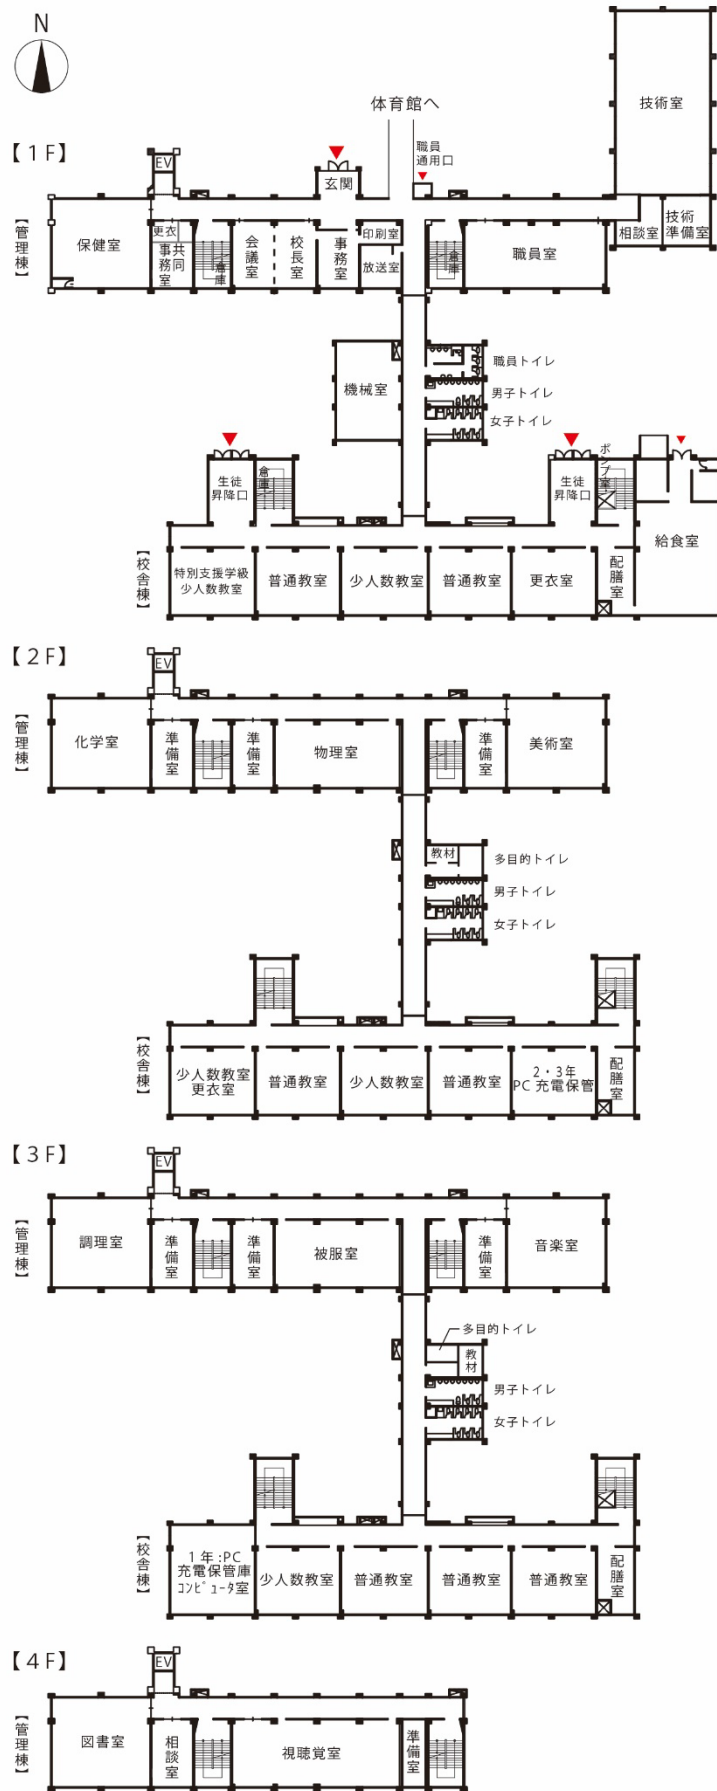 N
体育館へ
技術室
【1F】
職員
通用口
EV
玄関
【管理棟】
保健室
更衣
共同
事務室
倉庫
会議室
校長室
事務室
印刷室
放送室
倉庫
職員室
相談室
技術
準備室
機械室
職員トイレ
男子トイレ
女子トイレ
生徒
昇降口
倉庫
生徒
昇降口
ポンプ室
給食室
【校舎棟】
特別支援学級
少人数教室
普通教室
少人数教室
普通教室
更衣室
配膳室
【2F】
EV
【管理棟】
化学室
準備室
準備室
物理室
準備室
美術室
教材
多目的トイレ
男子トイレ
女子トイレ
【校舎棟】
少人数教室
更衣室
普通教室
少人数教室
普通教室
2・3年
PC 充電保管
配膳室
【3F】
EV
【管理棟】
調理室
準備室
準備室
被服室
準備室
音楽室
多目的トイレ
教材
男子トイレ
女子トイレ
【校舎棟】
1年:PC
充電保管庫
コンピュータ室
少人数教室
普通教室
普通教室
普通教室
配膳室
【4F】
EV
【管理棟】
図書室
相談室
視聴覚室
準備室